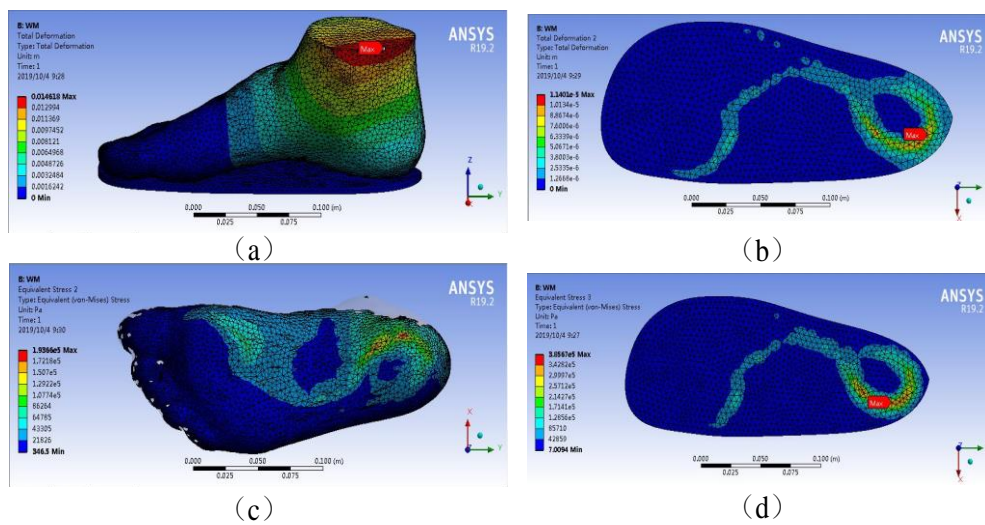 B: WM
Total Deformation
Type: Total Deformation
Unit: m
Time: 1
2019/10/4 9:28
0.014618 Max
0.012994
0.011369
0.0097452
0.008121
0.0064968
0.0048726
0.0032484
0.0016242
0 Min
Max
ANSYS
R19.2
Z
Y
X
0.000 0.050 0.100 (m)
0.025 0.075
(a)
B: WM
Total Deformation 2
Type: Total Deformation
Unit: m
Time: 1
2019/10/4 9:29
1.1401e-5 Max
1.0134e-5
8.8674e-6
7.6006e-6
6.3339e-6
5.0671e-6
3.8003e-6
2.5335e-6
1.2668e-6
0 Min
Max
ANSYS
R19.2
Z
Y
X
0.000 0.050 0.100 (m)
0.025 0.075
(b)
B: WM
Equivalent Stress 2
Type: Equivalent (von-Mises) Stress
Unit: Pa
Time: 1
2019/10/4 9:30
1.9366e5 Max
1.7218e5
1.507e5
1.2922e5
1.0774e5
86264
64785
43305
21826
346.5 Min
ANSYS
R19.2
X
Z
Y
0.000 0.050 0.100 (m)
0.025 0.075
(c)
B: WM
Equivalent Stress 3
Type: Equivalent (von-Mises) Stress
Unit: Pa
Time: 1
2019/10/4 9:27
3.8567e5 Max
3.4282e5
2.9997e5
2.5712e5
2.1427e5
1.7141e5
1.2856e5
85710
42859
7.0094 Min
Max
ANSYS
R19.2
Z
Y
X
0.000 0.050 0.100 (m)
0.025 0.075
(d)